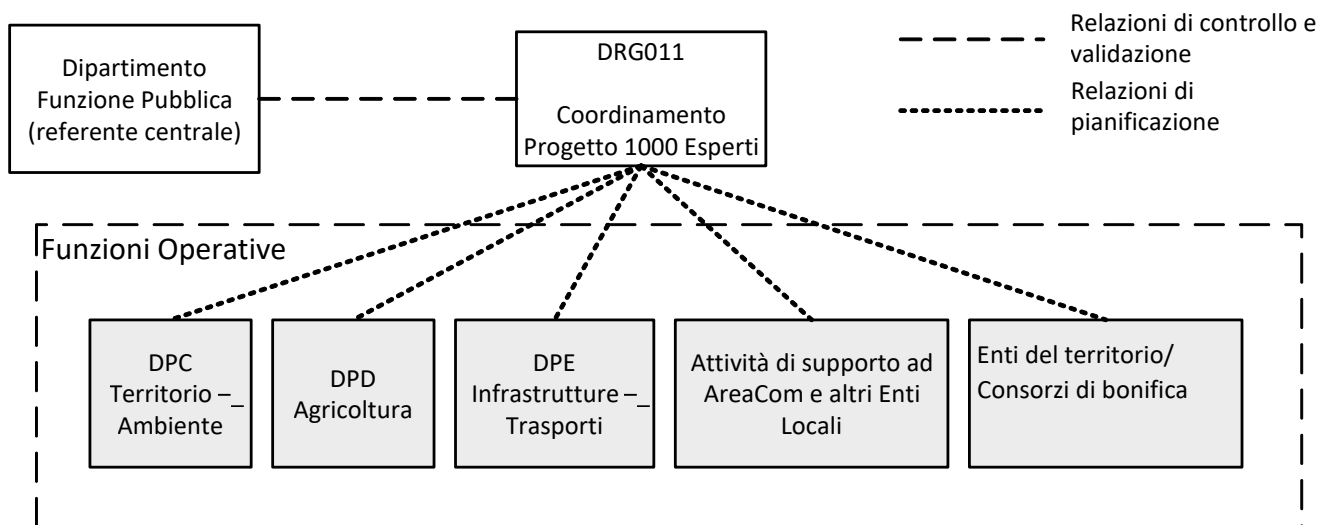 Dipartimento
Funzione Pubblica
(referente centrale)
DRG011
Coordinamento
Progetto 1000 Esperti
Relazioni di controllo e
validazione
Relazioni di
pianificazione
Funzioni Operative
DPC
Territorio –_
Ambiente
DPD
Agricoltura
DPE
Infrastrutture –_
Trasporti
Attività di supporto ad
AreaCom e altri Enti
Locali
Enti del territorio/
Consorzi di bonifica